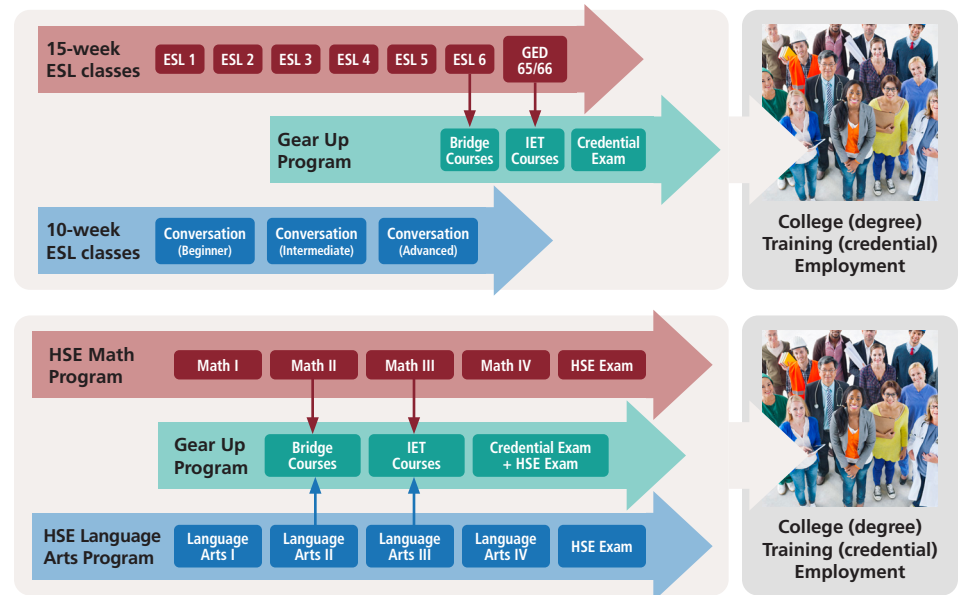 15-week
ESL classes
ESL 1
ESL 2
ESL 3
ESL 4
ESL 5
ESL 6
GED
65/66
Gear Up
Program
Bridge
Courses
IET
Courses
Credential
Exam
10-week
ESL classes
Conversation
(Beginner)
Conversation
(Intermediate)
Conversation
(Advanced)
College (degree)
Training (credential)
Employment
HSE Math
Program
Math I
Math II
Math III
Math IV
HSE Exam
Gear Up
Program
Bridge
Courses
IET
Courses
Credential Exam
+ HSE Exam
HSE Language
Arts Program
Language
Arts I
Language
Arts II
Language
Arts III
Language
Arts IV
HSE Exam
College (degree)
Training (credential)
Employment